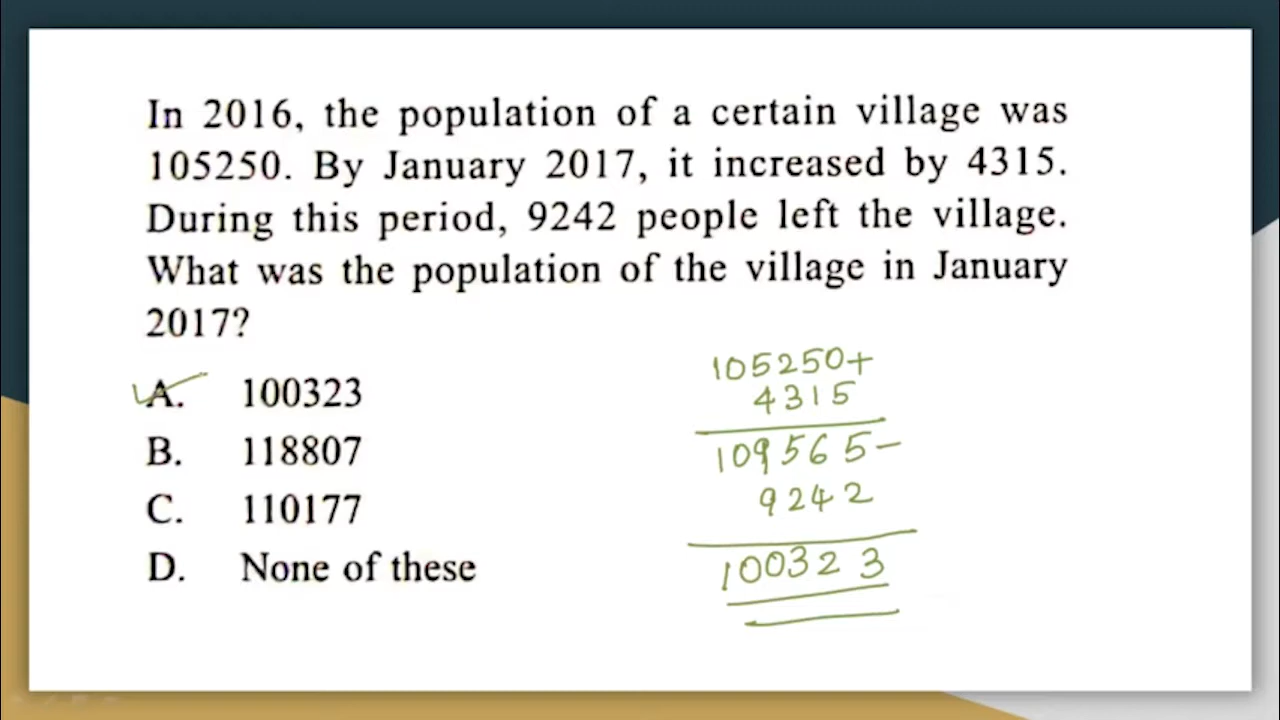 In 2016, the population of a certain village was
105250. By January 2017, it increased by 4315.
During this period, 9242 people left the village.
What was the population of the village in January
2017?
A. 100323
B. 118807
C. 110177
D. None of these
105250+
4315
109565-
9242
100323